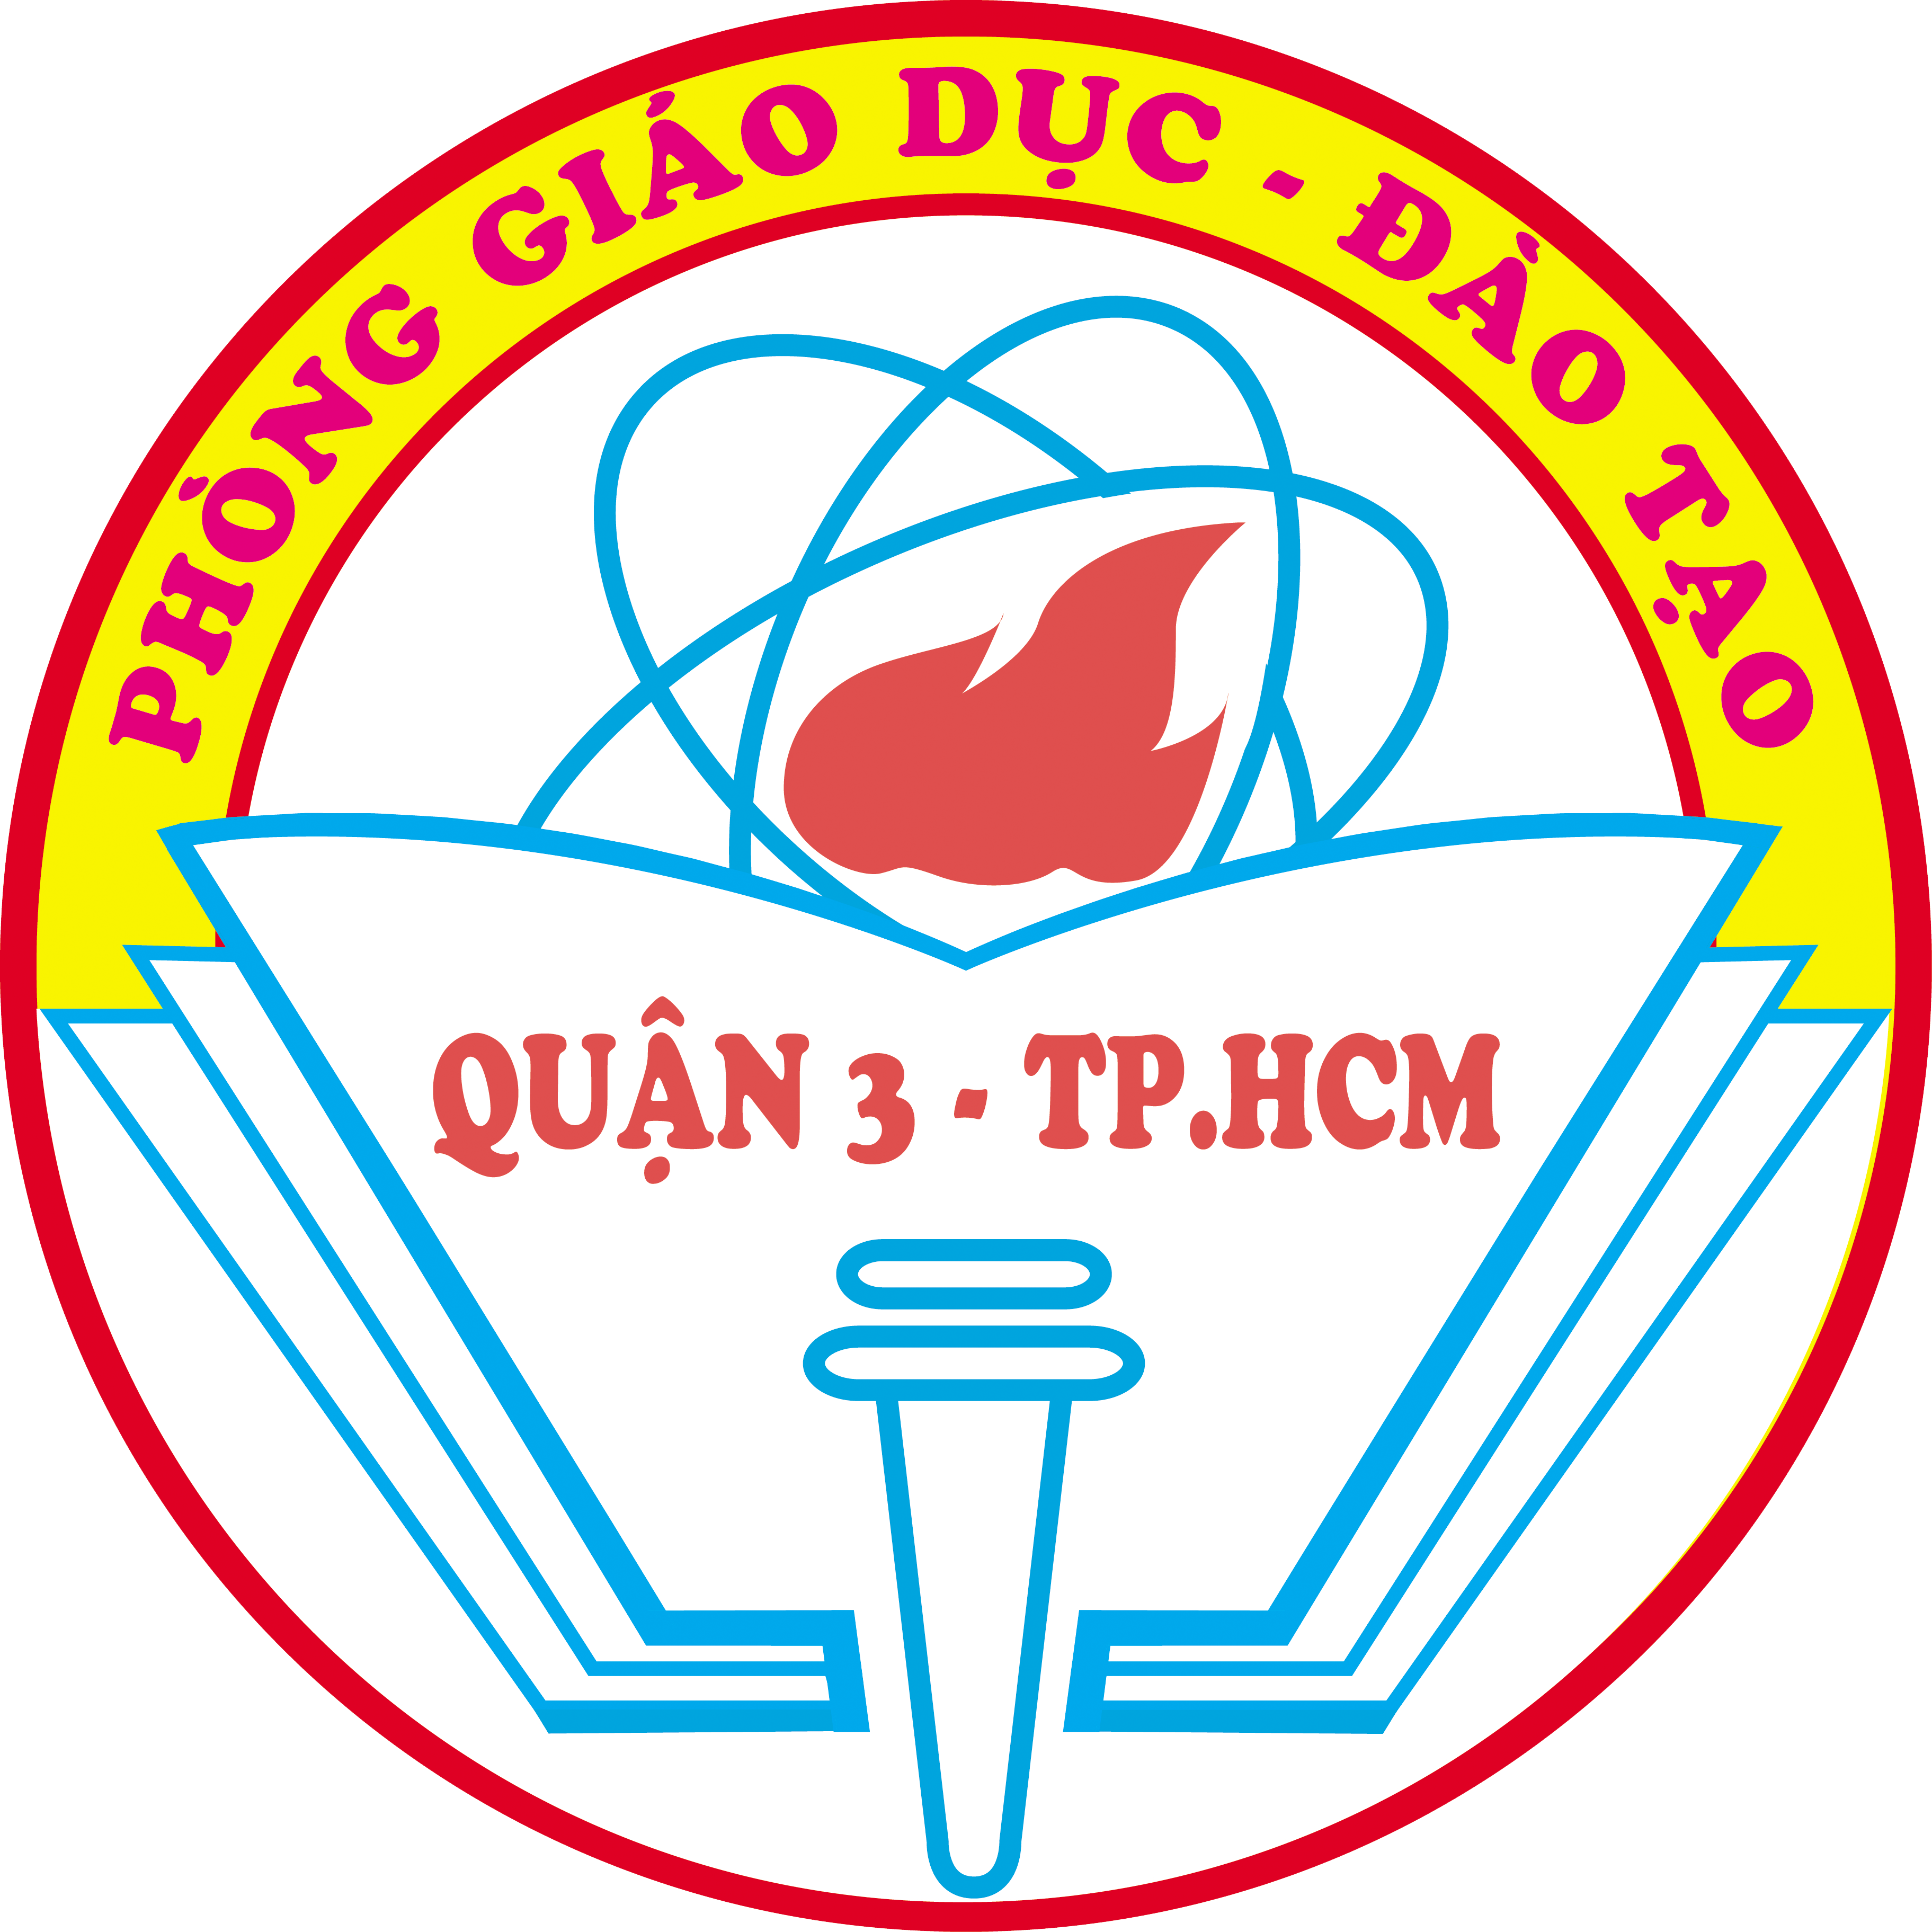 PHÒNG GIÁO DỤC - ĐÀO TẠO
QUẬN 3 - TP.HCM